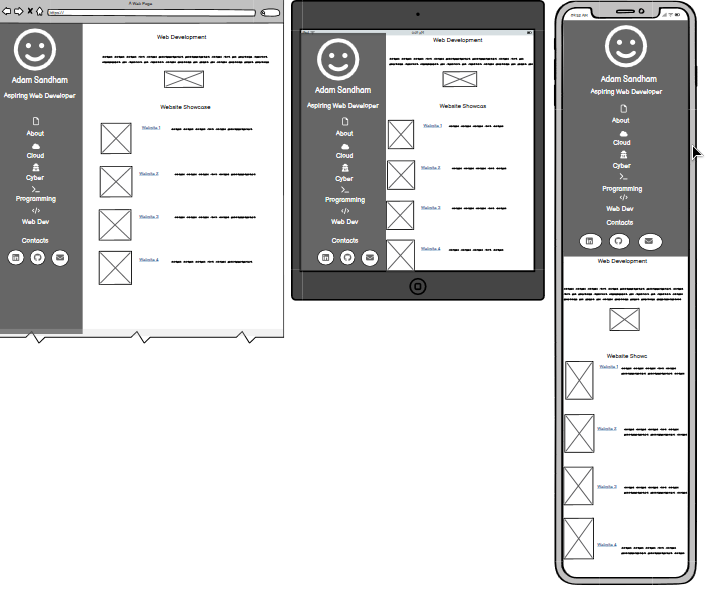 A Web Page
https://
Adam Sandham
Aspiring Web Developer
About
Cloud
Cyber
Programming
Web Dev
Contacts
Web Development
Website Showcase
Website 1
Website 2
Website 3
Website 4
Adam Sandham
Aspiring Web Developer
About
Cloud
Cyber
Programming
Web Dev
Contacts
Web Development
Website Showcas
Website 1
Website 2
Website 3
Website 4
Adam Sandham
Aspiring Web Developer
About
Cloud
Cyber
Programming
Web Dev
Contacts
Web Development
Website Showc
Website 1
Website 2
Website 3
Website 4